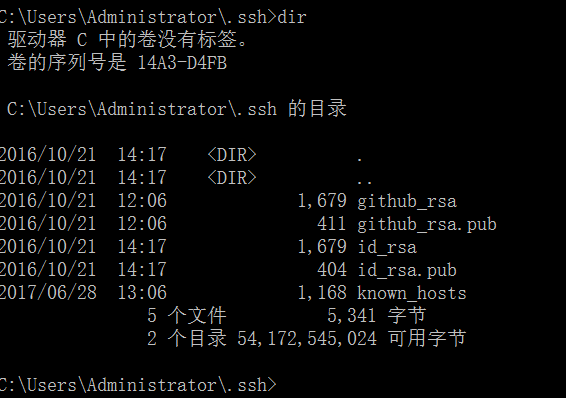 C:\Users\Administrator\.ssh>dir
驱动器 C 中的卷没有标签。
卷的序列号是 14A3-D4FB
C:\Users\Administrator\.ssh 的目录
2016/10/21  14:17    <DIR>          .
2016/10/21  14:17    <DIR>          ..
2016/10/21  12:06             1,679 github_rsa
2016/10/21  12:06               411 github_rsa.pub
2016/10/21  14:17             1,679 id_rsa
2016/10/21  14:17               404 id_rsa.pub
2017/06/28  13:06             1,168 known_hosts
5 个文件          5,341 字节
2 个目录 54,172,545,024 可用字节
C:\Users\Administrator\.ssh>